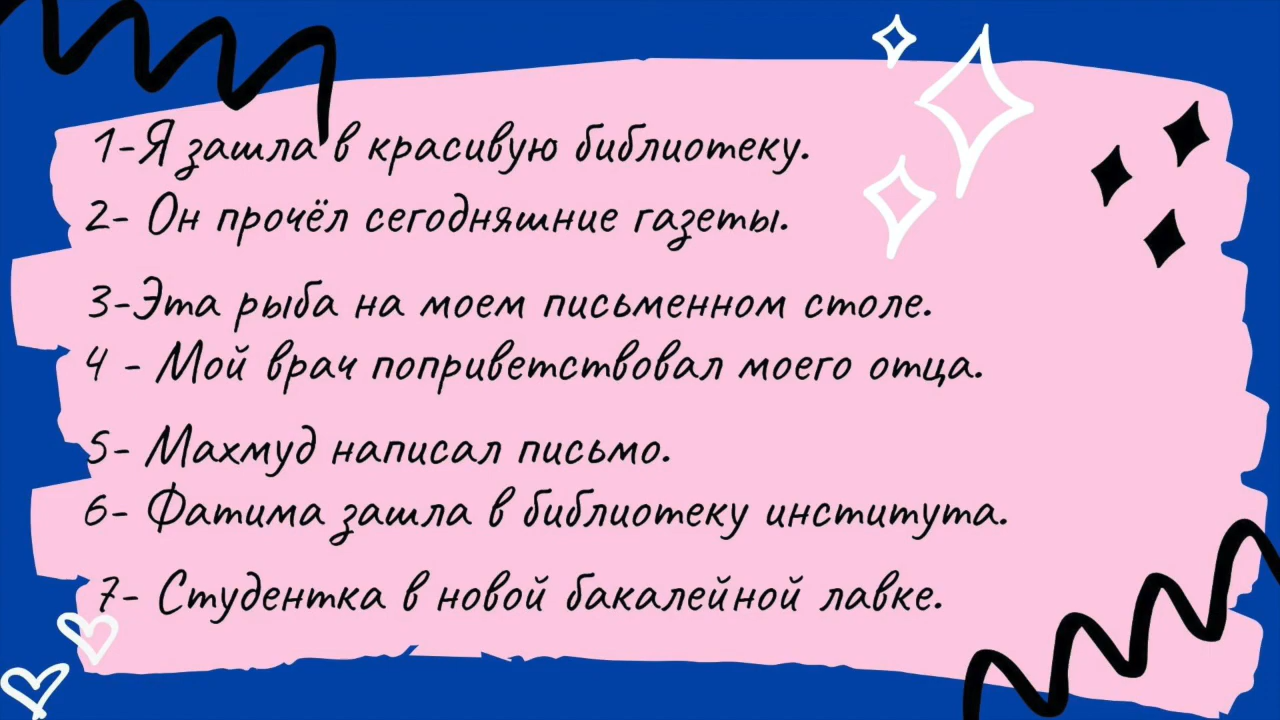 1-Я зашла в красивую библиотеку.
2- Он прочёл сегодняшние газеты.
3-Эта рыба на моем письменном столе.
4 - Мой врач поприветствовал моего отца.
5- Махмуд написал письмо.
6- Фатима зашла в библиотеку института.
7- Студентка в новой бакалейной лавке.